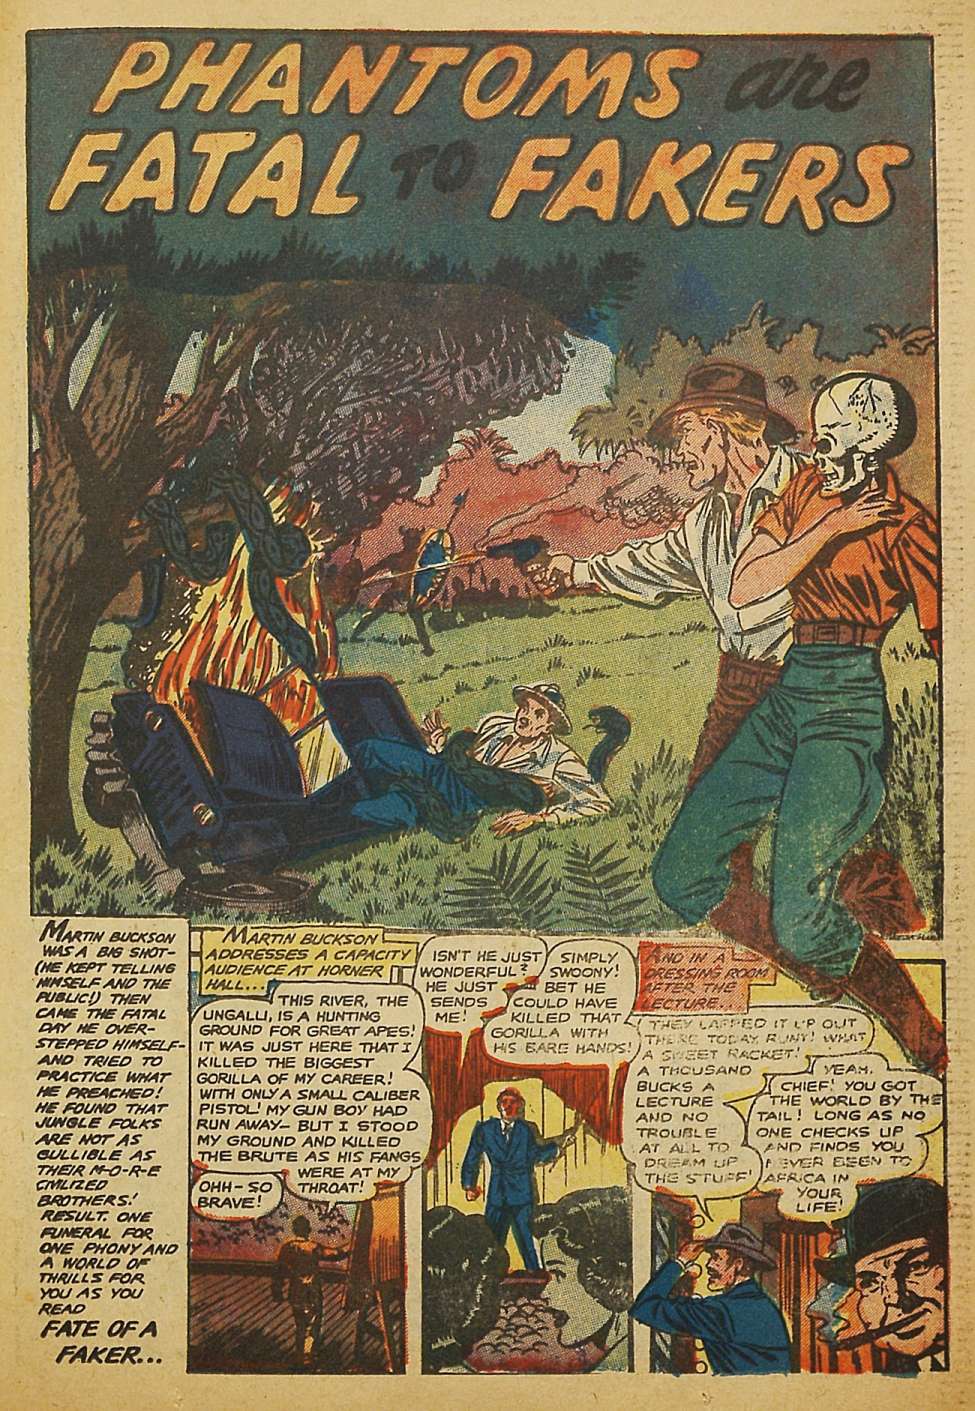 PHANTOMS are
FATAL TO FAKERS
MARTIN BUCKSON
WAS A BIG SHOT-
(HE KEPT TELLING
HIMSELF AND THE
PUBLIC!) THEN
CAME THE FATAL
DAY HE OVER-
STEPPED HIMSELF-
AND TRIED TO
PRACTICE WHAT
HE PREACHED!
HE FOUND THAT
JUNGLE FOLKS
ARE NOT AS
GULLIBLE AS
THEIR M-O-R-E
CIVILIZED
BROTHERS!
RESULT. ONE
FUNERAL FOR
ONE PHONY AND
A WORLD OF
THRILLS FOR
YOU AS YOU
READ
FATE OF A
FAKER...
MARTIN BUCKSON
ADDRESSES A CAPACITY
AUDIENCE AT HORNER
HALL...
THIS RIVER, THE
UNGALLI, IS A HUNTING
GROUND FOR GREAT APES!
IT WAS JUST HERE THAT I
KILLED THE BIGGEST
GORILLA OF MY CAREER!
WITH ONLY A SMALL CALIBER
PISTOL! MY GUN BOY HAD
RUN AWAY- BUT I STOOD
MY GROUND AND KILLED
THE BRUTE AS HIS FANGS
WERE AT MY
THROAT!
OHH-SO
BRAVE!
ISN'T HE JUST
WONDERFUL?
HE JUST
SENDS
ME!
SIMPLY
SWOONY!
BET HE
COULD HAVE
KILLED THAT
GORILLA WITH
HIS BARE HANDS!
AND IN A
DRESSING ROOM
AFTER THE
LECTURE...
THEY LAPPED IT UP OUT
THERE TODAY, RUNT! WHAT
A SWEET RACKET!
A THOUSAND
BUCKS A
LECTURE
AND NO
TROUBLE
AT ALL TO
DREAM UP
THE STUFF!
YEAH,
CHIEF! YOU GOT
THE WORLD BY THE
TAIL! LONG AS NO
ONE CHECKS UP
AND FINDS YOU
NEVER BEEN TO
AFRICA IN
YOUR
LIFE!